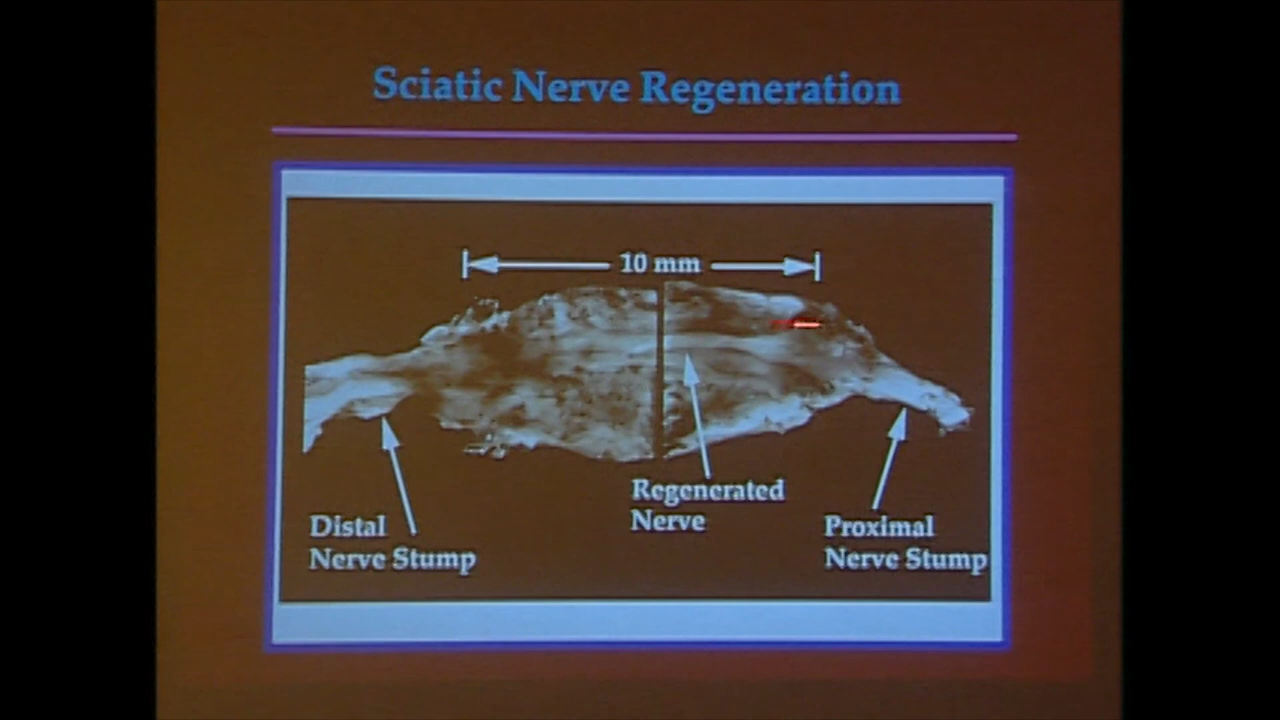 Sciatic Nerve Regeneration
10 mm
Regenerated
Nerve
Distal
Nerve Stump
Proximal
Nerve Stump